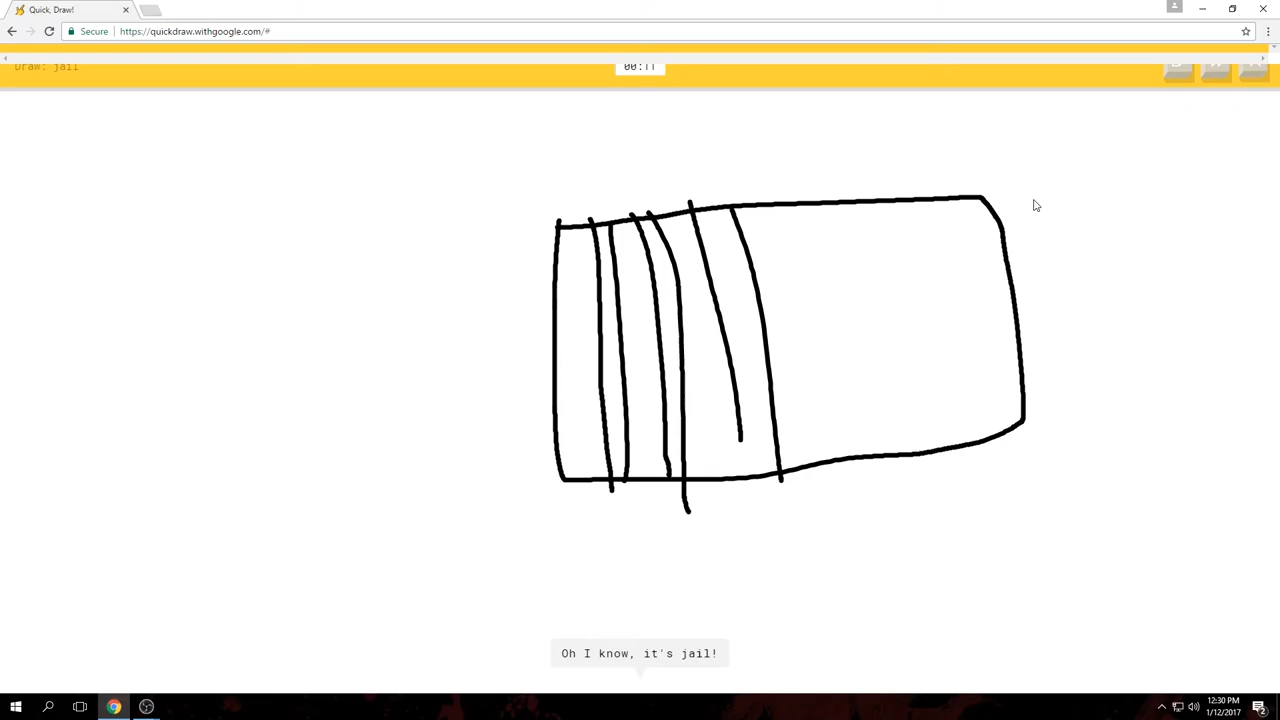 Quick, Draw!
Secure https://quickdraw.withgoogle.com/#
Draw: jail
00:11
Oh I know, it's jail!
12:30 PM
1/12/2017
2